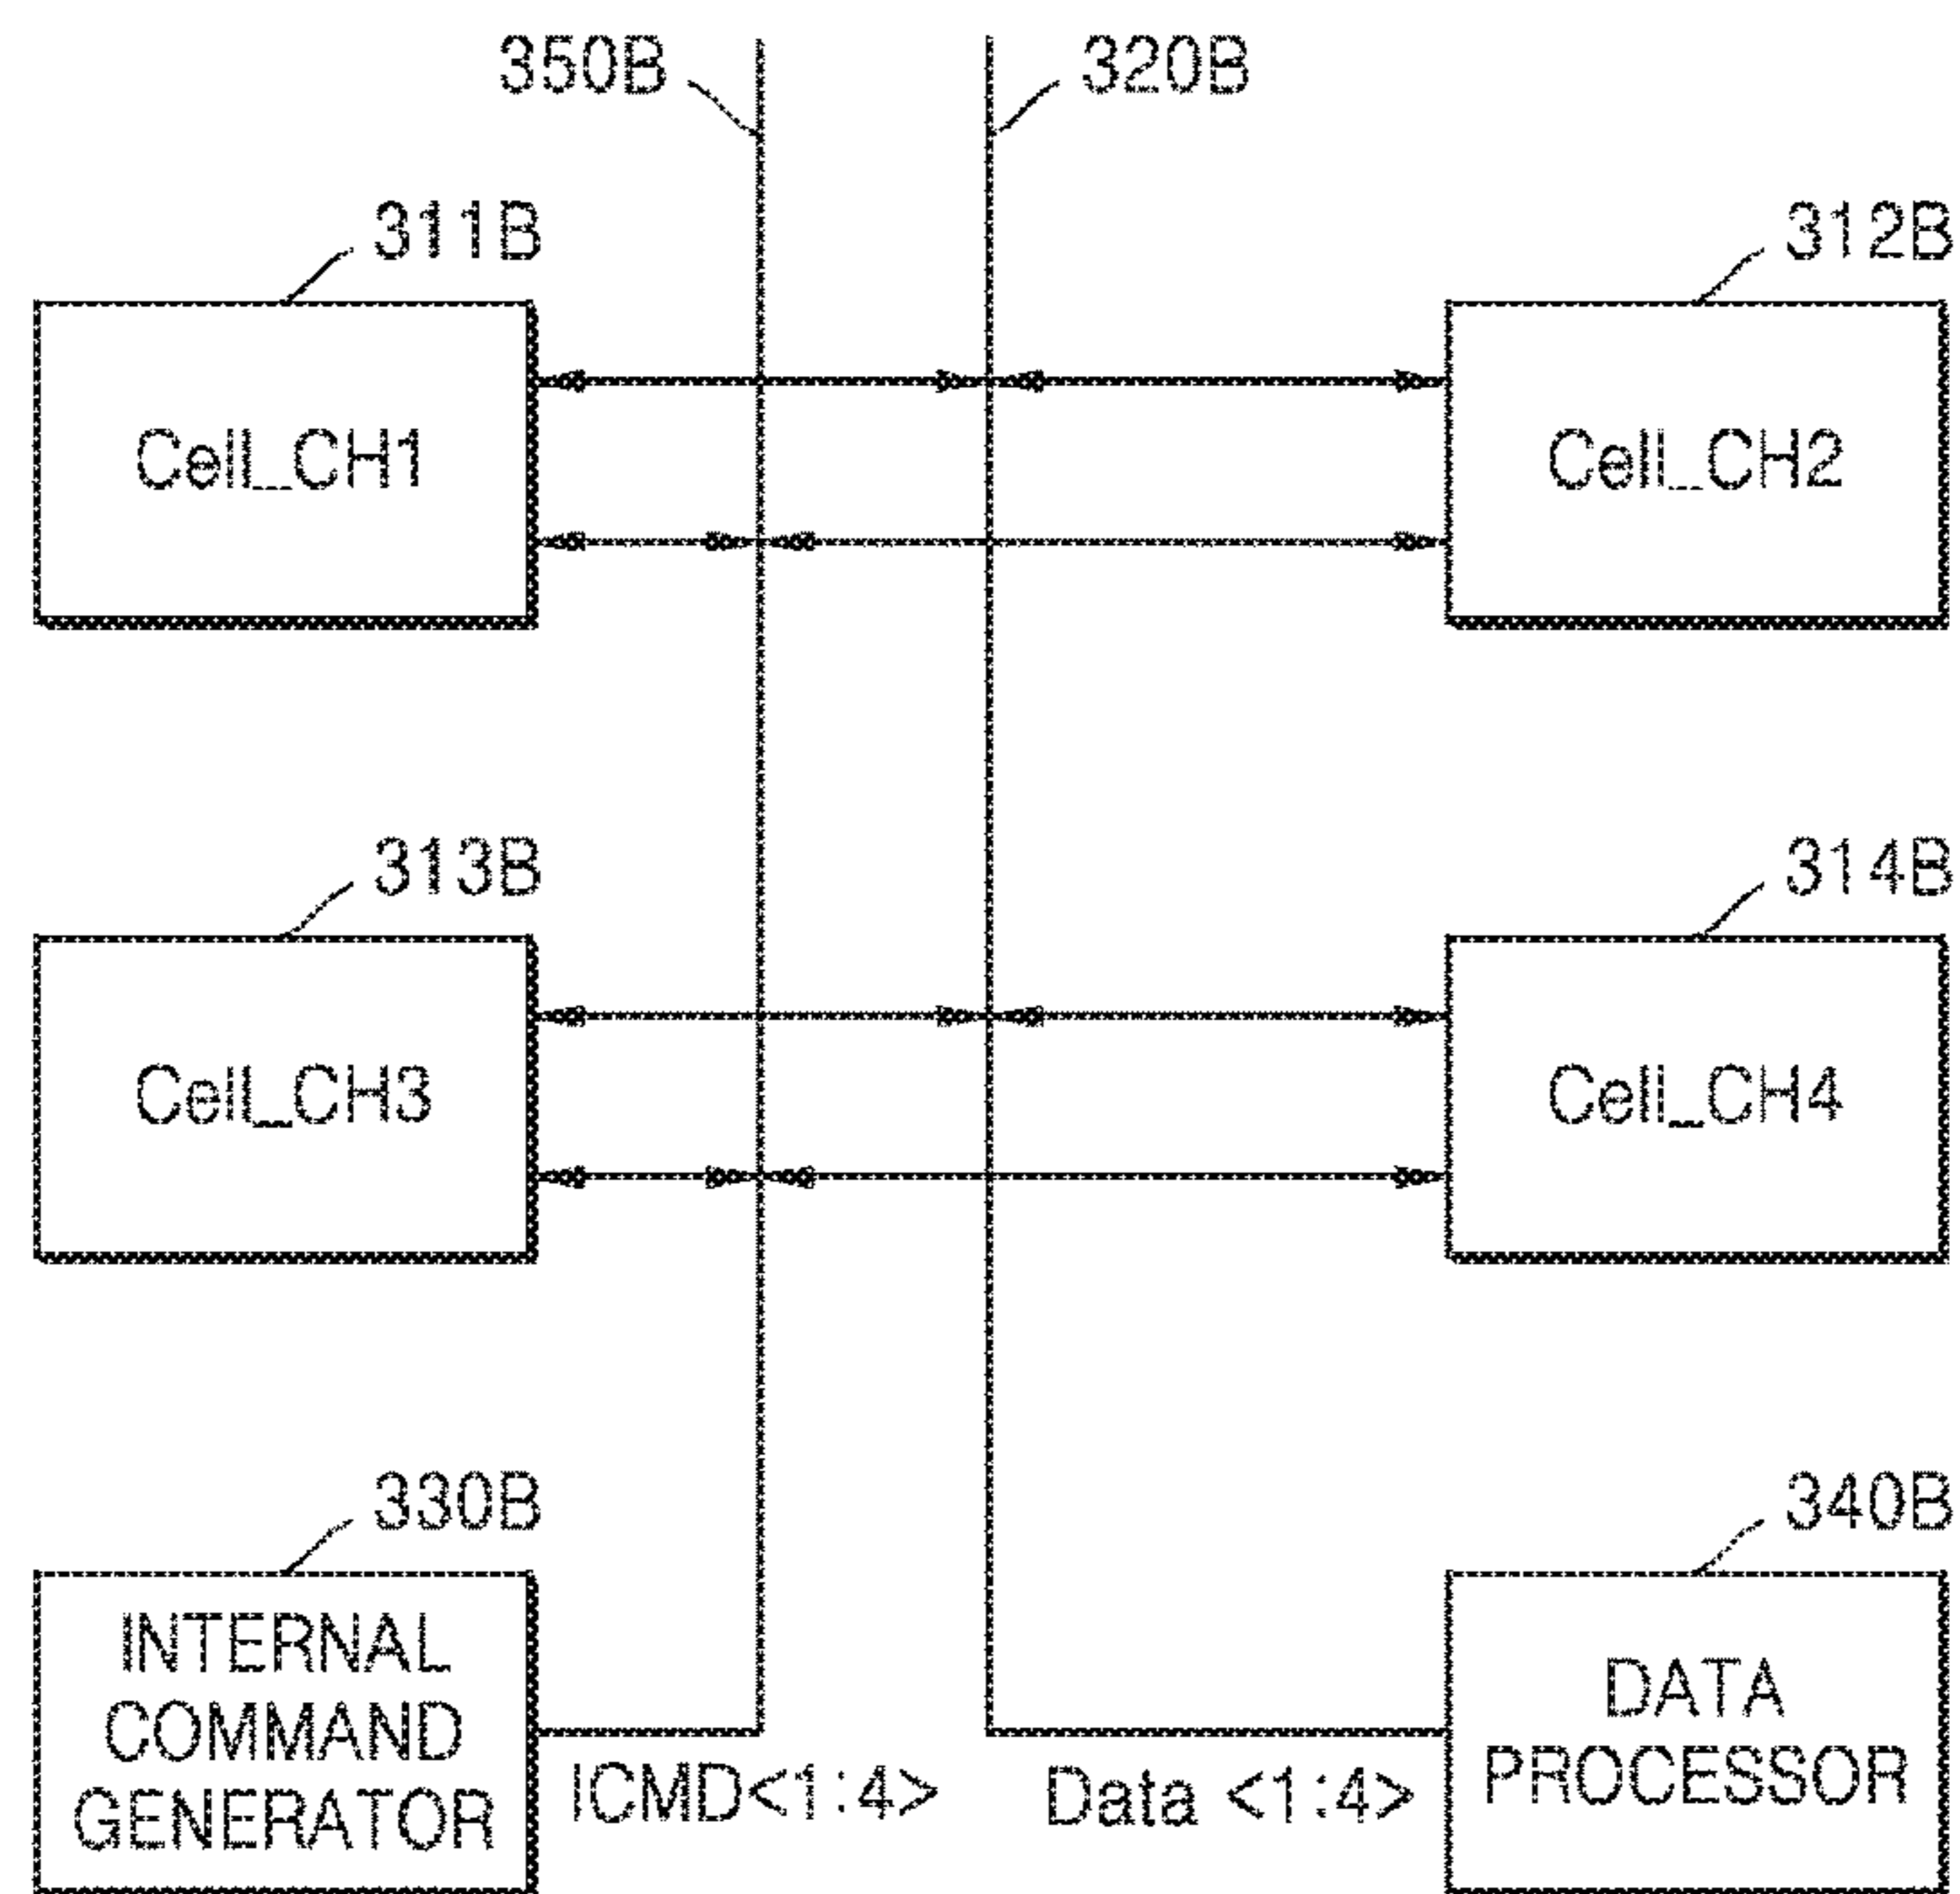 350B 320B
311B 312B
Cell_CH1 Cell_CH2
313B 314B
Cell_CH3 Cell_CH4
330B 340B
INTERNAL
COMMAND
GENERATOR
DATA
PROCESSOR
ICMD<1:4> Data <1:4>